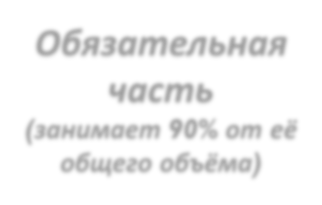 Обязательная
часть
(занимает 90% от её
общего объёма)